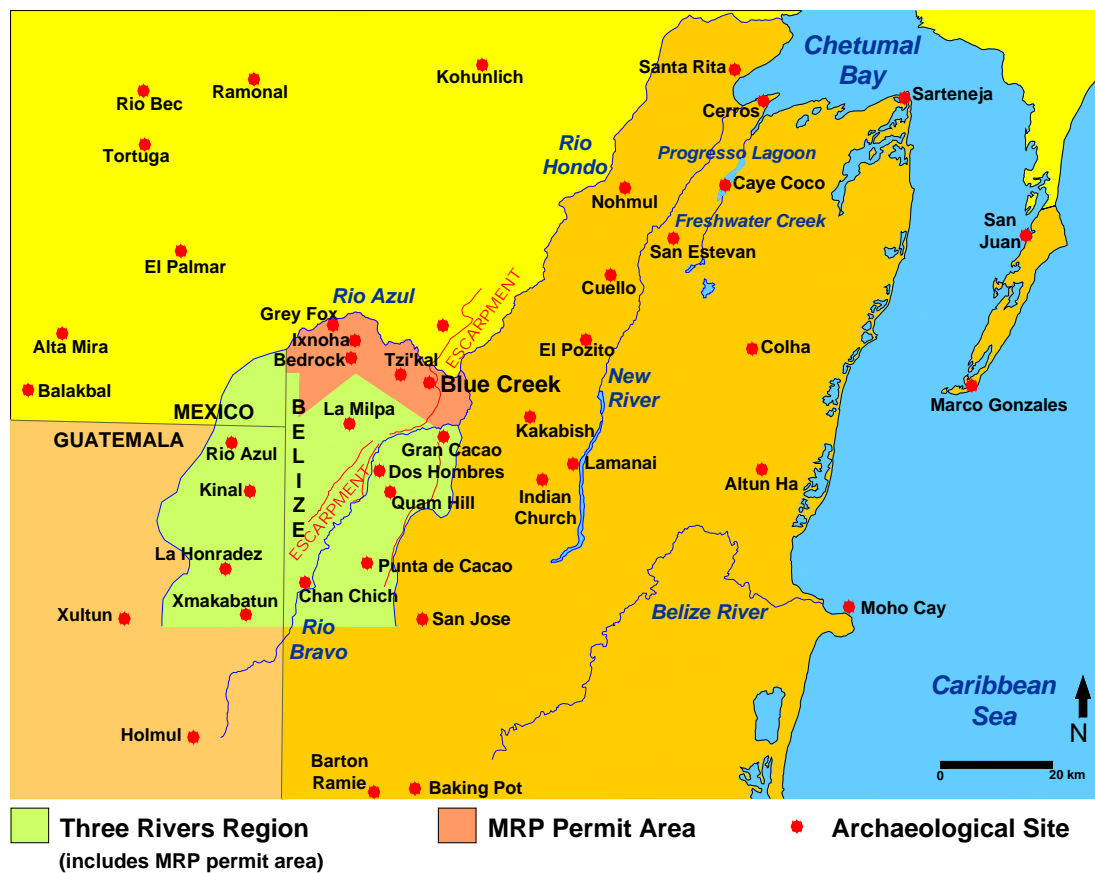 Chetumal
Bay
Kohunlich
Santa Rita
Ramonal
Rio Bec
Sarteneja
Cerros
Tortuga
Rio
Hondo
Progresso Lagoon
Caye Coco
Nohmul
Freshwater Creek
San
Juan
San Estevan
El Palmar
Cuello
Rio Azul
ESCARPMENT
Grey Fox
Ixnoha
Alta Mira
Bedrock
Tzi'kal
El Pozito
Colha
Blue Creek
New
River
Balakbal
Marco Gonzales
MEXICO
GUATEMALA
BELIZE
La Milpa
Kakabish
Rio Azul
Gran Cacao
Dos Hombres
Lamanai
Kinal
ESCARPMENT
Quam Hill
Indian
Church
Altun Ha
La Honradez
Punta de Cacao
Xmakabatun
Chan Chich
Xultun
San Jose
Belize River
Moho Cay
Rio
Bravo
Caribbean
Sea
N
Holmul
Barton
Ramie
Baking Pot
0
20 km
Three Rivers Region
(includes MRP permit area)
MRP Permit Area
Archaeological Site